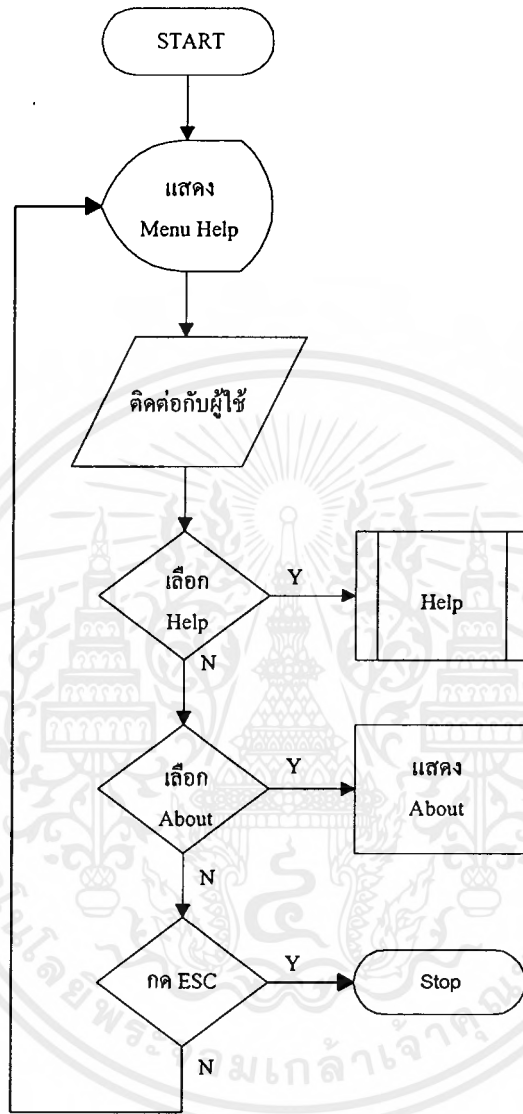 START
แสดง
Menu Help
ติดต่อกับผู้ใช้
เลือก
Help
Y
Help
N
เลือก
About
Y
แสดง
About
N
กด ESC
Y
Stop
N